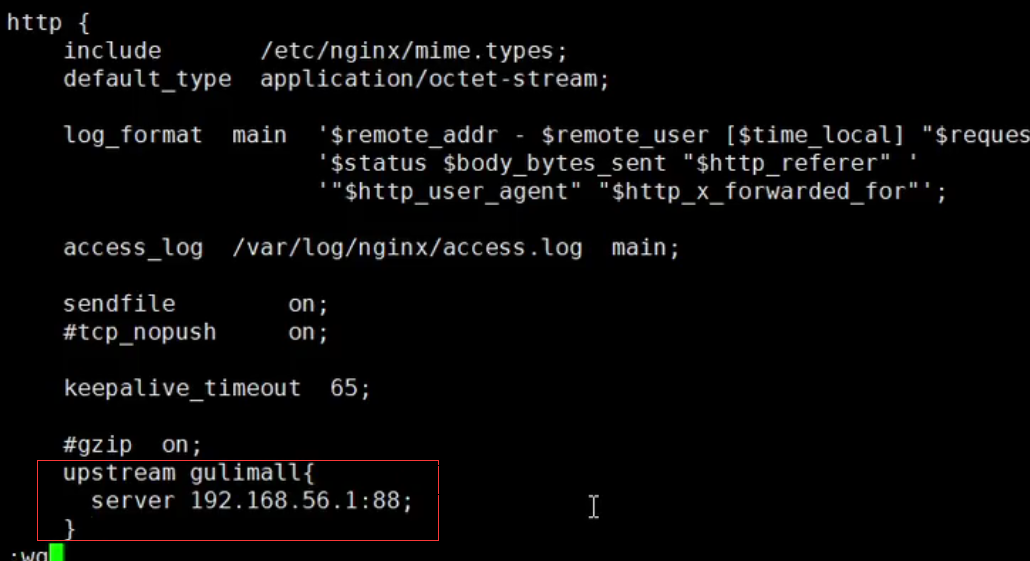 http {
    include       /etc/nginx/mime.types;
    default_type  application/octet-stream;
    log_format  main  '$remote_addr - $remote_user [$time_local] "$reques
                      '$status $body_bytes_sent "$http_referer" '
                      '"$http_user_agent" "$http_x_forwarded_for"';
    access_log  /var/log/nginx/access.log  main;
    sendfile        on;
    #tcp_nopush     on;
    keepalive_timeout  65;
    #gzip  on;
    upstream gulimall{
      server 192.168.56.1:88;
    }
:wq